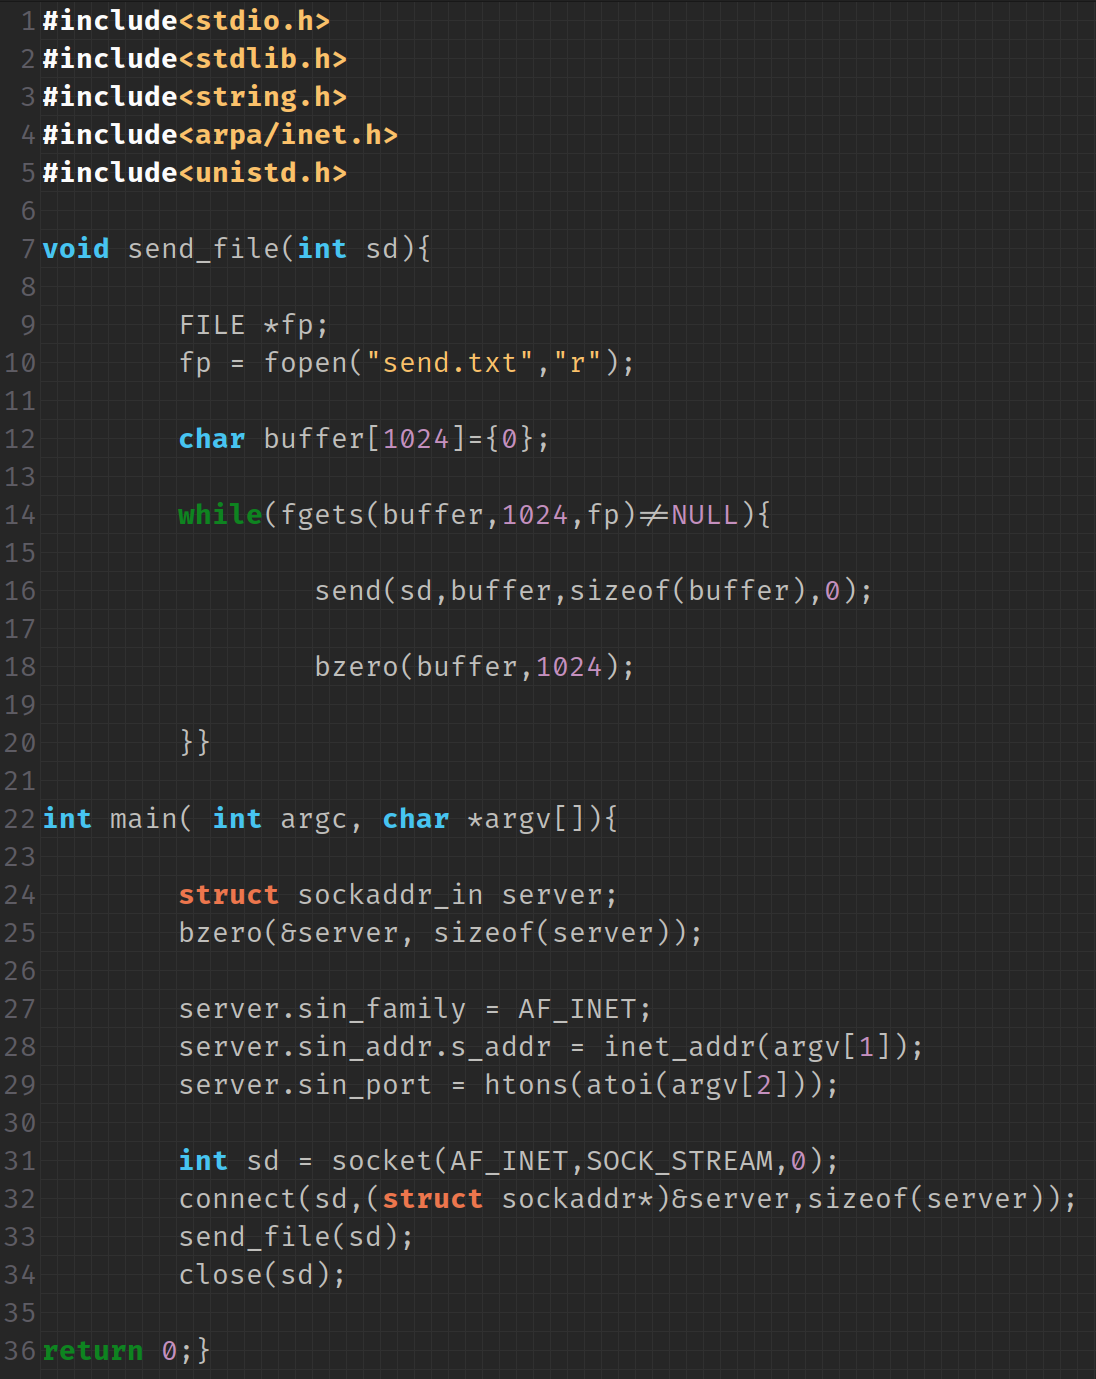 1 #include<stdio.h>
2 #include<stdlib.h>
3 #include<string.h>
4 #include<arpa/inet.h>
5 #include<unistd.h>
6
7 void send_file(int sd){
8
9         FILE *fp;
10         fp = fopen("send.txt","r");
11
12         char buffer[1024]={0};
13
14         while(fgets(buffer,1024,fp)≠NULL){
15
16                 send(sd,buffer,sizeof(buffer),0);
17
18                 bzero(buffer,1024);
19
20         }}
21
22 int main( int argc, char *argv[]){
23
24         struct sockaddr_in server;
25         bzero(&server, sizeof(server));
26
27         server.sin_family = AF_INET;
28         server.sin_addr.s_addr = inet_addr(argv[1]);
29         server.sin_port = htons(atoi(argv[2]));
30
31         int sd = socket(AF_INET,SOCK_STREAM,0);
32         connect(sd,(struct sockaddr*)&server,sizeof(server));
33         send_file(sd);
34         close(sd);
35
36 return 0;}